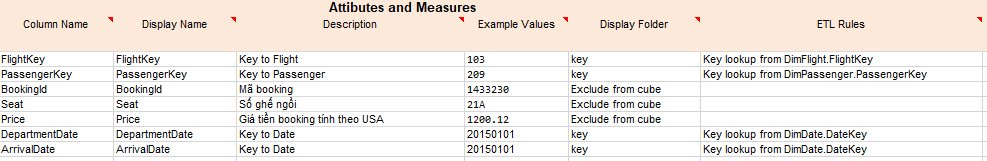 Attibutes and Measures
Column Name Display Name Description Example Values Display Folder ETL Rules
FlightKey FlightKey Key to Flight 103 key Key lookup from DimFlight.FlightKey
PassengerKey PassengerKey Key to Passenger 209 key Key lookup from DimPassenger.PassengerKey
BookingId BookingId Mã booking 1433230 Exclude from cube
Seat Seat Số ghế ngồi 21A Exclude from cube
Price Price Giá tiền booking tính theo USA 1200.12 Exclude from cube
DepartmentDate DepartmentDate Key to Date 20150101 key Key lookup from DimDate.DateKey
ArrivalDate ArrivalDate Key to Date 20150101 key Key lookup from DimDate.DateKey